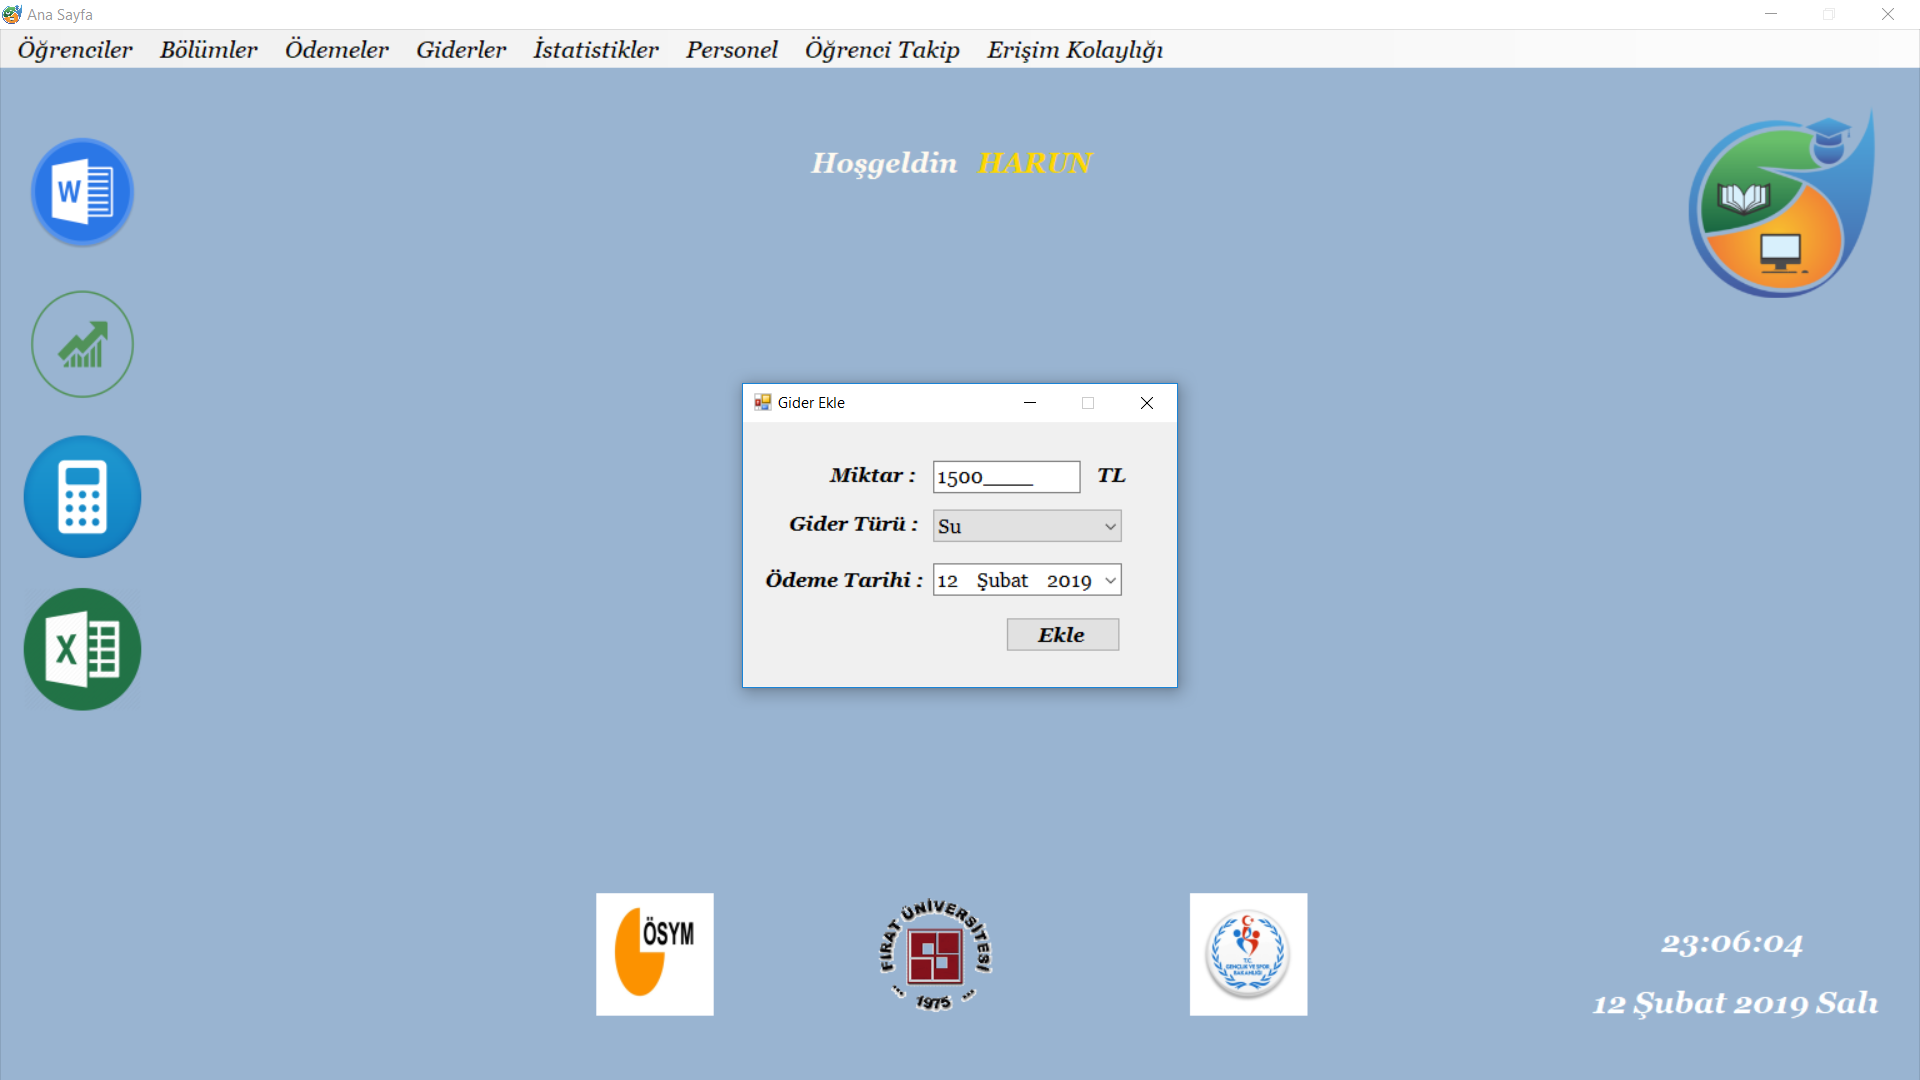 Ana Sayfa
Öğrenciler Bölümler Ödemeler Giderler İstatistikler Personel Öğrenci Takip Erişim Kolaylığı
Hoşgeldin HARUN
W
X
Gider Ekle
Miktar : 1500____ TL
Gider Türü : Su
Ödeme Tarihi : 12 Şubat 2019
Ekle
ÖSYM
FIRAT ÜNİVERSİTESİ
1975
T.C.
GENÇLİK VE SPOR
BAKANLIĞI
23:06:04
12 Şubat 2019 Salı